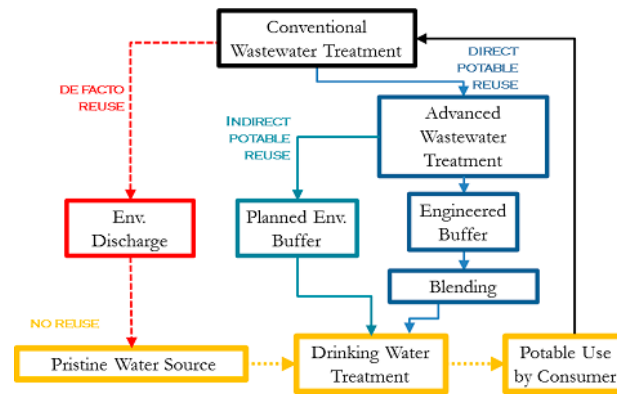 Conventional
Wastewater Treatment
DIRECT
POTABLE
REUSE
DE FACTO
REUSE
INDIRECT
POTABLE
REUSE
Advanced
Wastewater
Treatment
Env.
Discharge
Planned Env.
Buffer
Engineered
Buffer
Blending
NO REUSE
Pristine Water Source
Drinking Water
Treatment
Potable Use
by Consumer